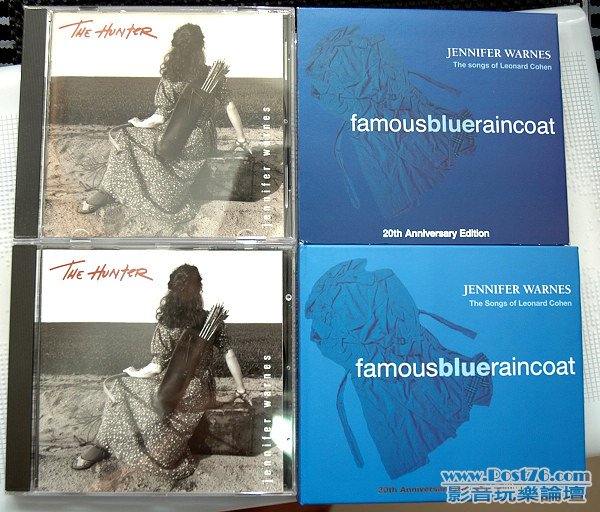 THE HUNTER
jennifer warnes
JENNIFER WARNES
The songs of Leonard Cohen
famousblueraincoat
20th Anniversary Edition
THE HUNTER
jennifer warnes
JENNIFER WARNES
The Songs of Leonard Cohen
famousblueraincoat
20th Anniversary
www.Post76.com
影音玩樂論壇